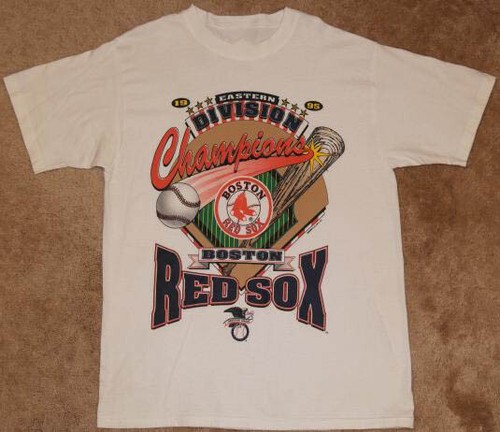 19 EASTERN 95
DIVISION
Champions
BOSTON
RED SOX
BOSTON
RED SOX